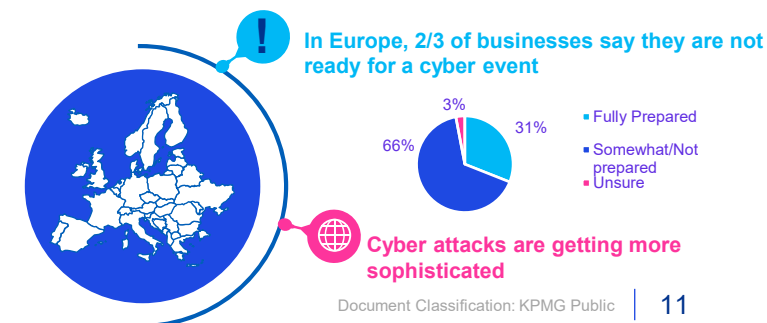 !
In Europe, 2/3 of businesses say they are not
ready for a cyber event
3%
31%
66%
Fully Prepared
Somewhat/Not
prepared
Unsure
Cyber attacks are getting more
sophisticated
Document Classification: KPMG Public
11